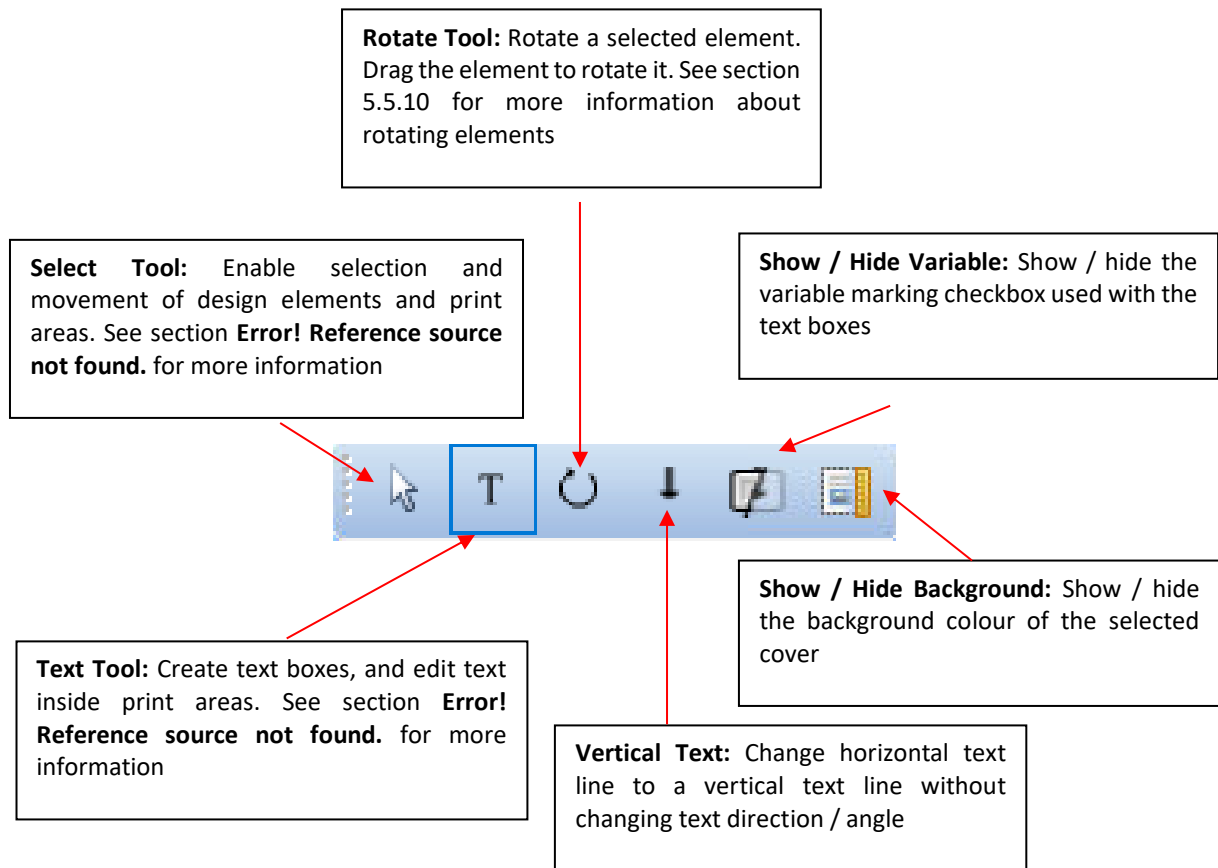 Rotate Tool: Rotate a selected element.
Drag the element to rotate it. See section
5.5.10 for more information about
rotating elements
Select Tool: Enable selection and
movement of design elements and print
areas. See section Error! Reference source
not found. for more information
Show / Hide Variable: Show / hide the
variable marking checkbox used with the
text boxes
T
Show / Hide Background: Show / hide
the background colour of the selected
cover
Text Tool: Create text boxes, and edit text
inside print areas. See section Error!
Reference source not found. for more
information
Vertical Text: Change horizontal text
line to a vertical text line without
changing text direction / angle